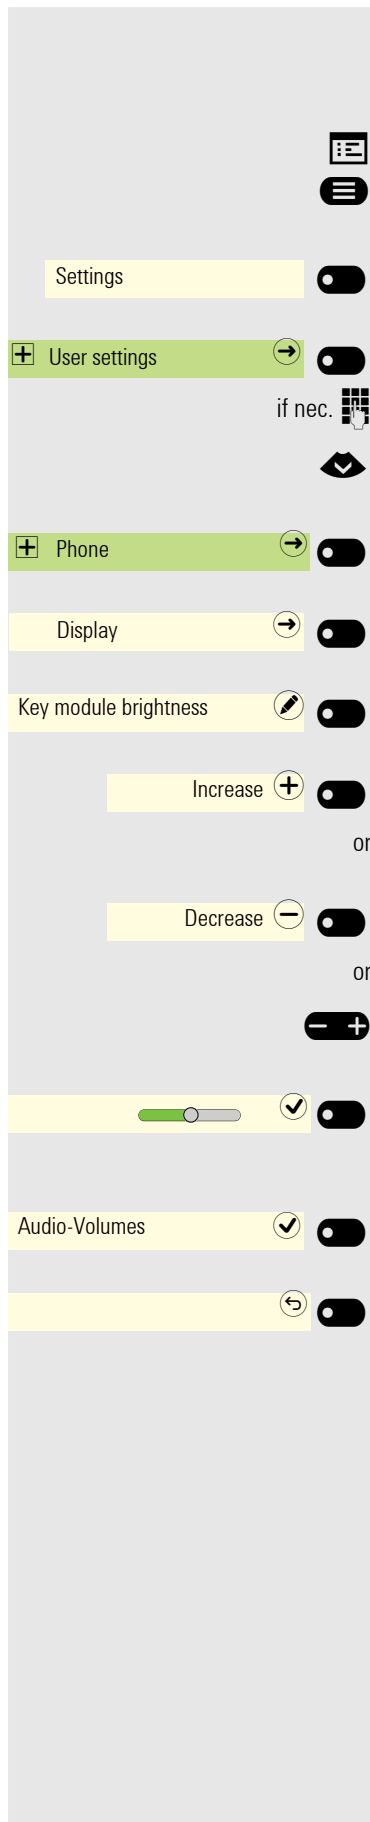 Settings
User settings
if nec.
Phone
Display
Key module brightness
Increase
or
Decrease
or
Audio-Volumes